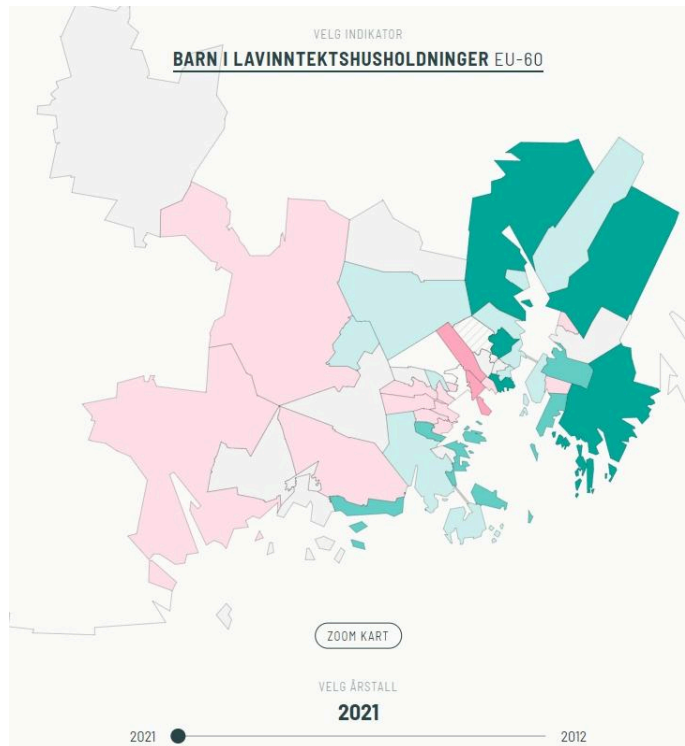 VELG INDIKATOR
BARN I LAVINNTEKTSHUSHOLDNINGER EU-60
ZOOM KART
VELG ÅRSTALL
2021
2021 2012